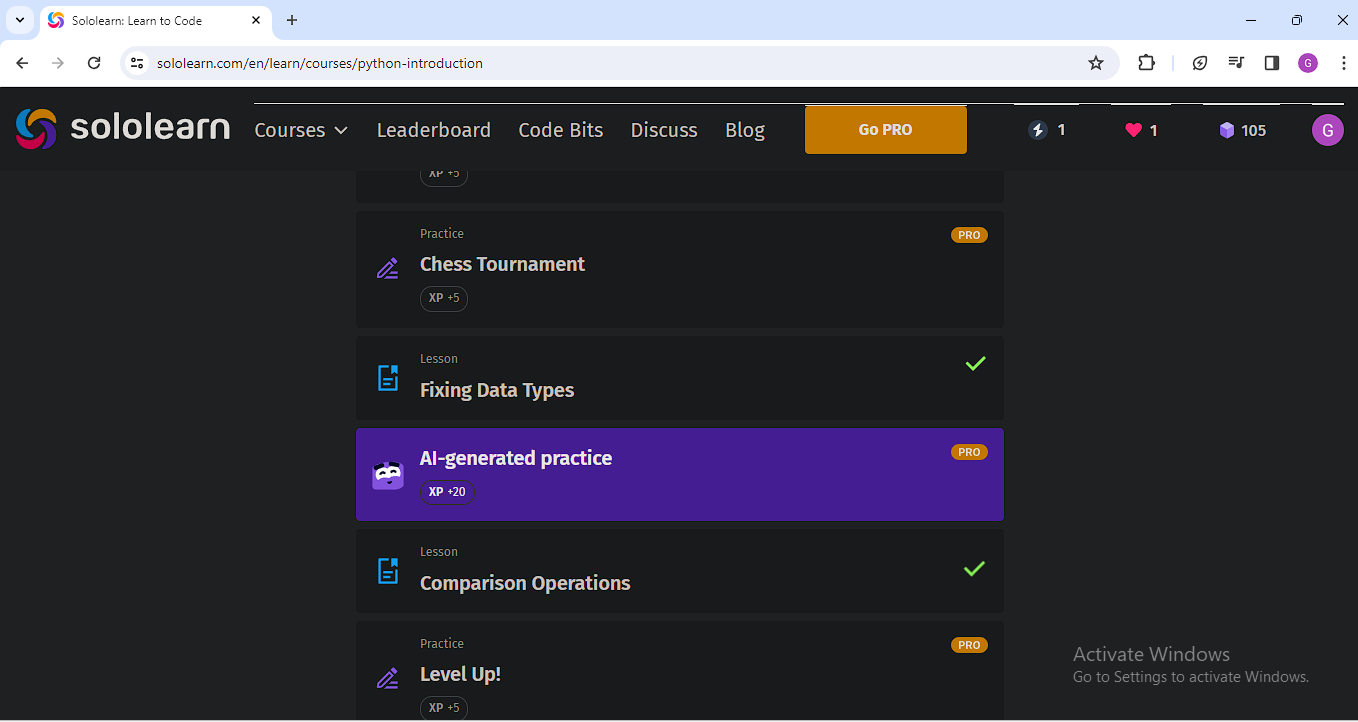 Sololearn: Learn to Code
sololearn.com/en/learn/courses/python-introduction
G
sololearn
Courses
Leaderboard
Code Bits
Discuss
Blog
Go PRO
1
1
105
G
XP +5
Practice
PRO
Chess Tournament
XP +5
Lesson
Fixing Data Types
AI-generated practice
PRO
XP +20
Lesson
Comparison Operations
Practice
PRO
Level Up!
XP +5
Activate Windows
Go to Settings to activate Windows.